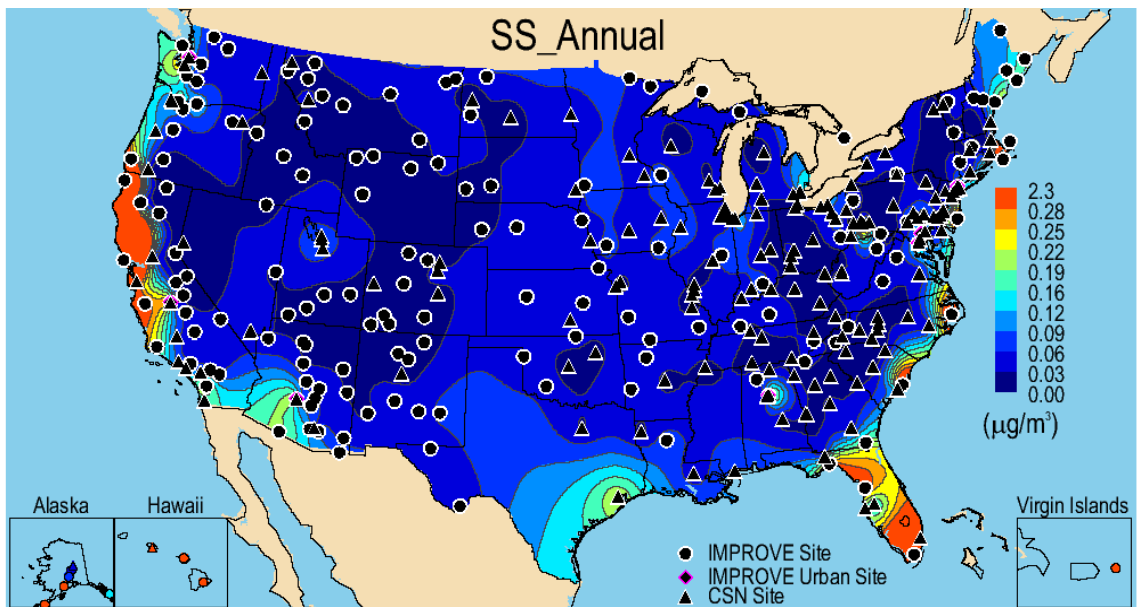 SS_Annual
2.3
0.28
0.25
0.22
0.19
0.16
0.12
0.09
0.06
0.03
0.00
(μg/m³)
Alaska
Hawaii
Virgin Islands
IMPROVE Site
IMPROVE Urban Site
CSN Site